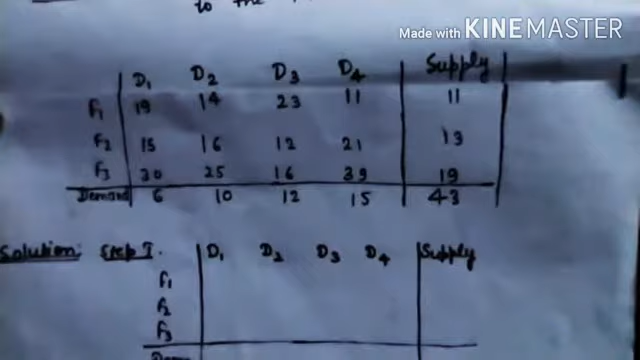 to the
Made with KINEMASTER
D1 D2 D3 D4 Supply
F1 19 14 23 11 11
F2 15 16 12 21 13
F3 30 25 16 39 19
Demand 6 10 12 15 43
Solution: Step I. D1 D2 D3 D4 Supply
F1
F2
F3